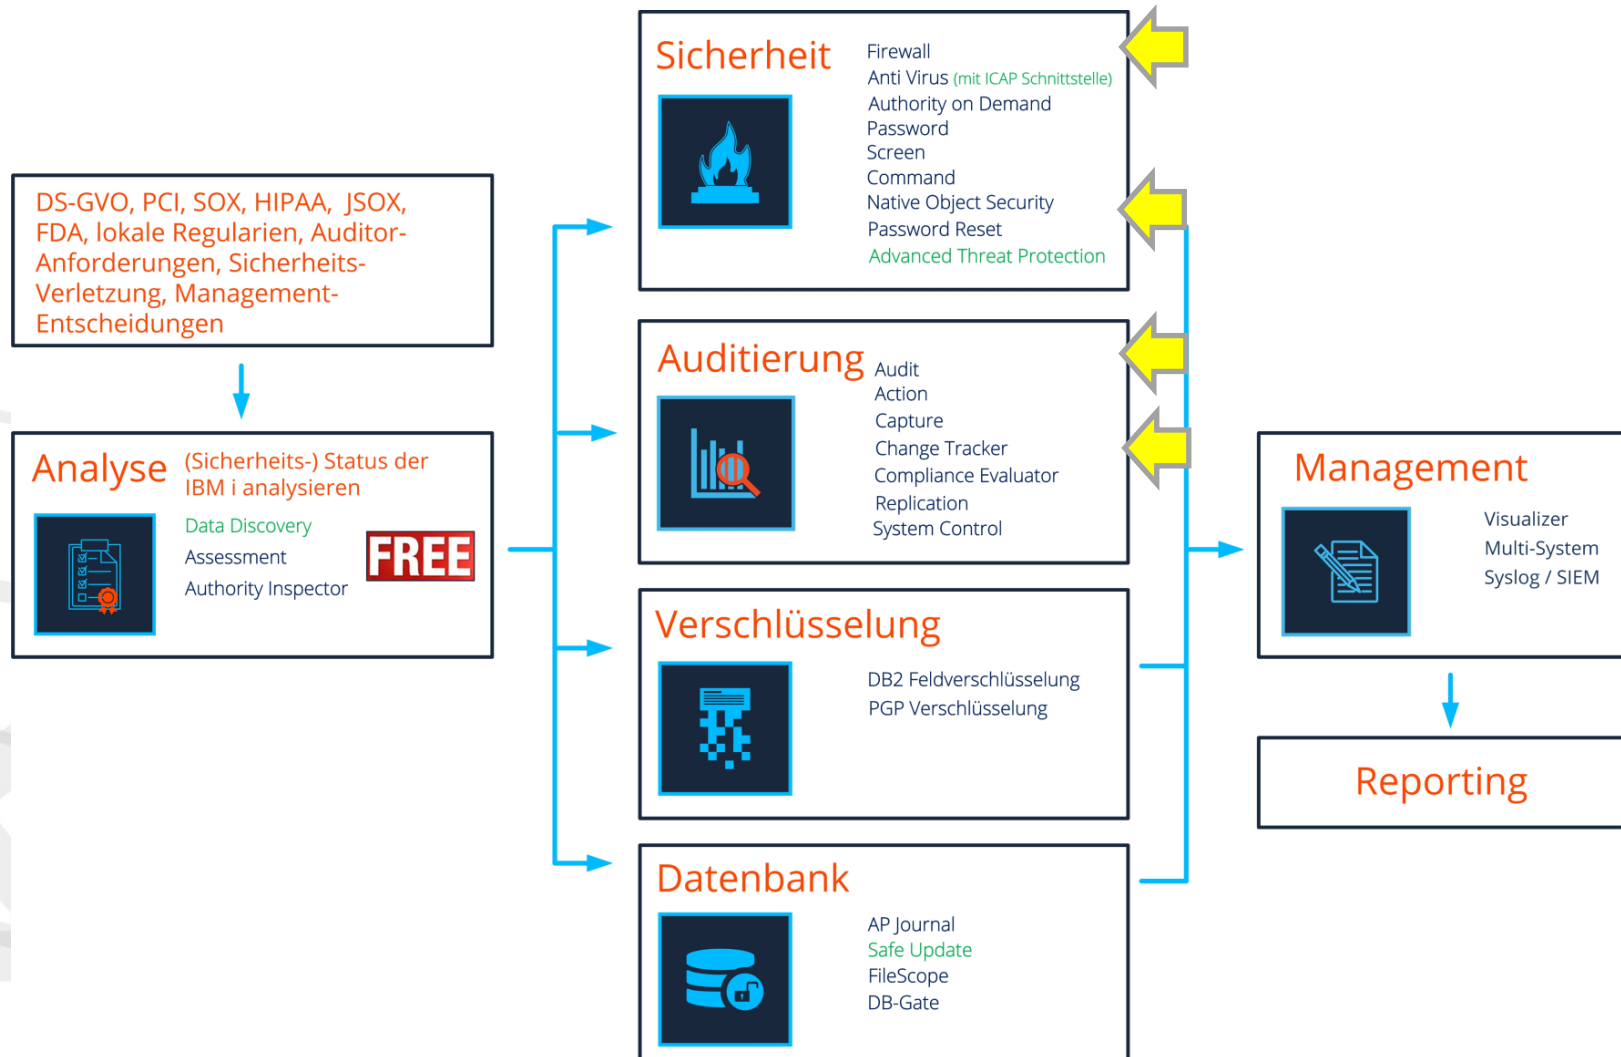 DS-GVO, PCI, SOX, HIPAA, JSOX,
FDA, lokale Regularien, Auditor-
Anforderungen, Sicherheits-
Verletzung, Management-
Entscheidungen
Analyse
(Sicherheits-) Status der
IBM i analysieren
Data Discovery
Assessment
Authority Inspector
FREE
Sicherheit
Firewall
Anti Virus (mit ICAP Schnittstelle)
Authority on Demand
Password
Screen
Command
Native Object Security
Password Reset
Advanced Threat Protection
Auditierung
Audit
Action
Capture
Change Tracker
Compliance Evaluator
Replication
System Control
Verschlüsselung
DB2 Feldverschlüsselung
PGP Verschlüsselung
Datenbank
AP Journal
Safe Update
FileScope
DB-Gate
Management
Visualizer
Multi-System
Syslog / SIEM
Reporting